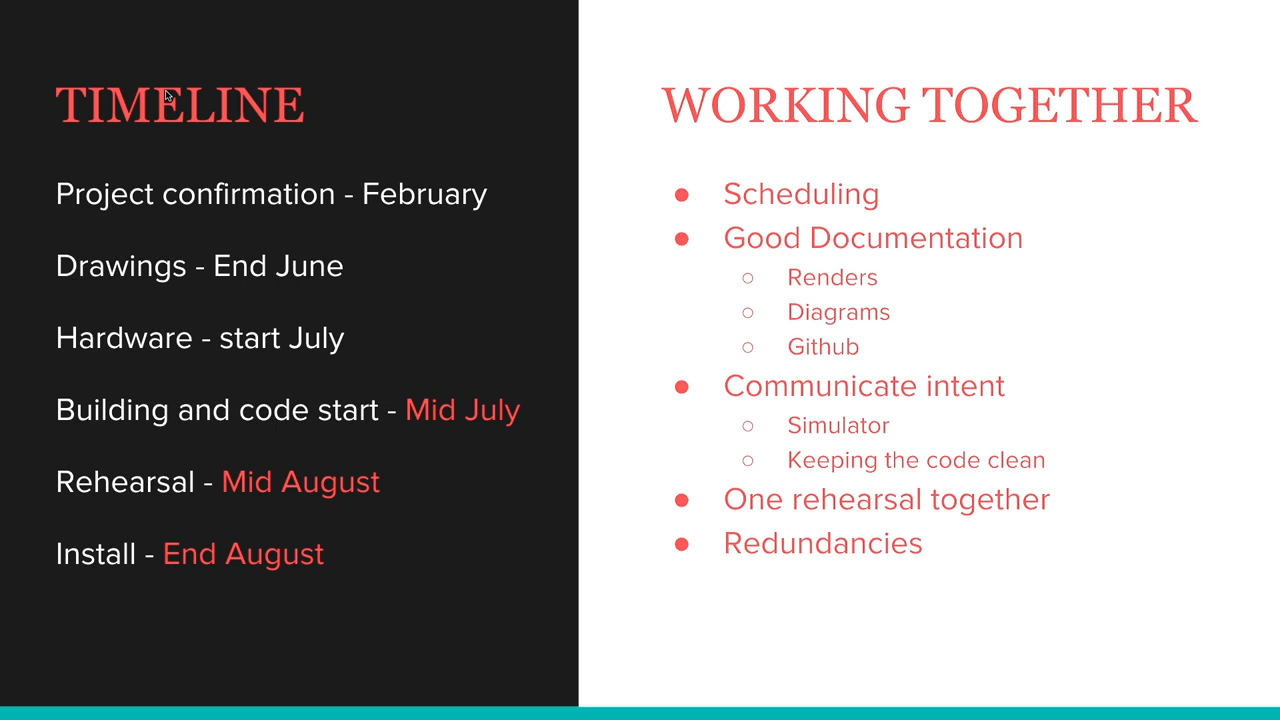 TIMELINE
Project confirmation - February
Drawings - End June
Hardware - start July
Building and code start - Mid July
Rehearsal - Mid August
Install - End August
WORKING TOGETHER
● Scheduling
● Good Documentation
○ Renders
○ Diagrams
○ Github
● Communicate intent
○ Simulator
○ Keeping the code clean
● One rehearsal together
● Redundancies